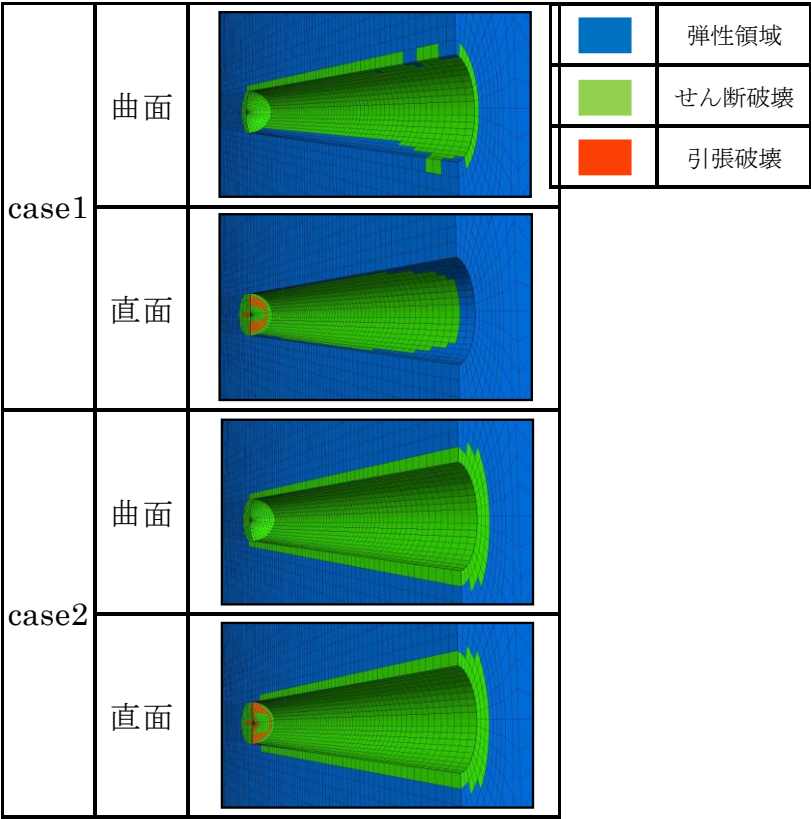 case1
曲面
直面
case2
曲面
直面
弾性領域
せん断破壊
引張破壊